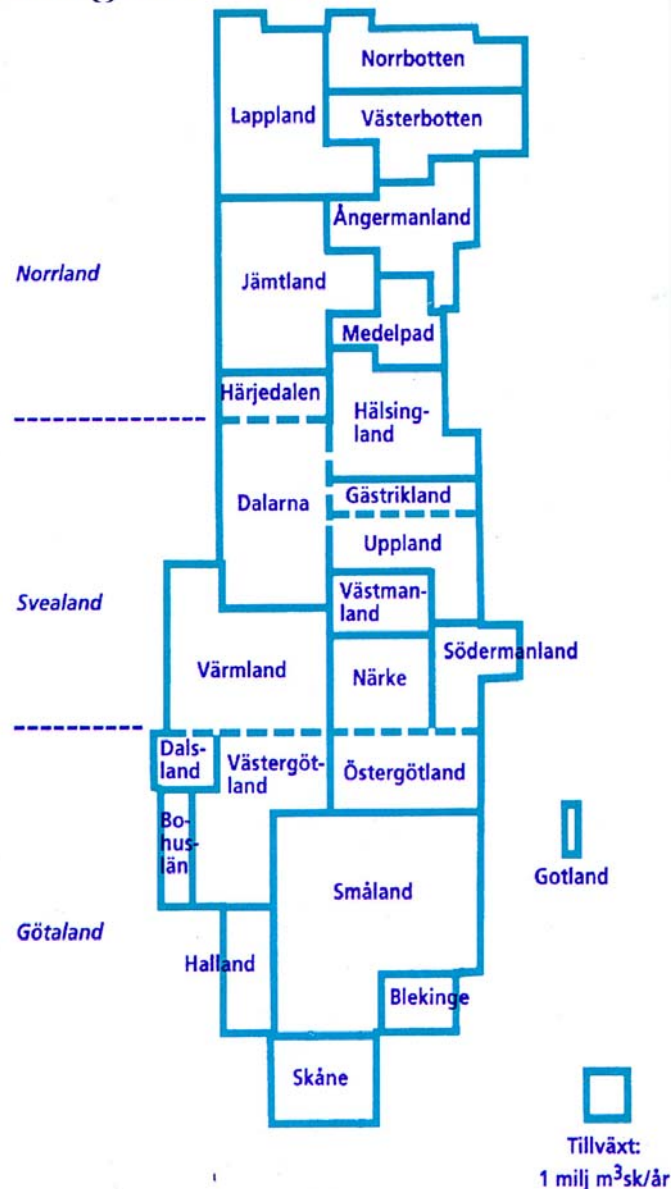 Norrbotten
Lappland
Västerbotten
Ångermanland
Norrland
Jämtland
Medelpad
Härjedalen
Hälsing-
land
Dalarna
Gästrikland
Uppland
Svealand
Västman-
land
Värmland
Närke
Södermanland
Dals-
land
Västergöt-
land
Östergötland
Bo-
hus-
län
Småland
Gotland
Götaland
Halland
Blekinge
Skåne
Tillväxt:
1 milj m³sk/år